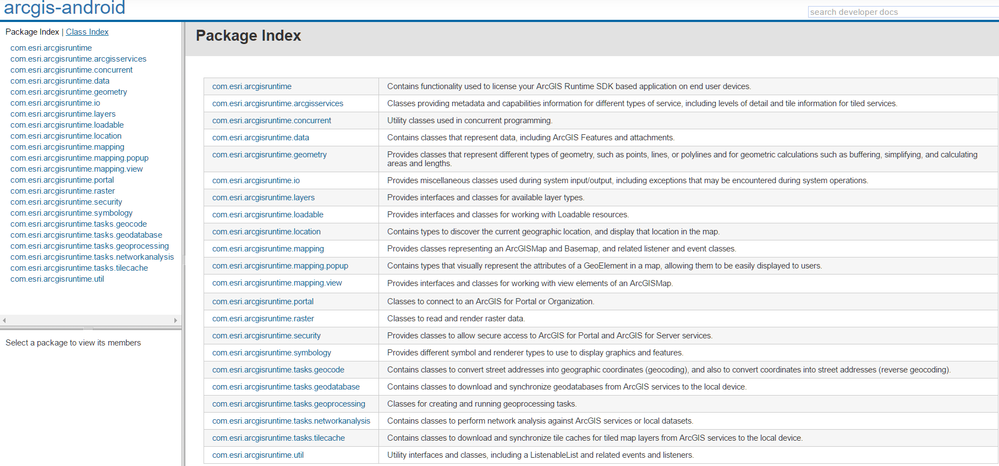 arcgis-android
search developer docs
Package Index | Class Index
com.esri.arcgisruntime
com.esri.arcgisruntime.arcgisservices
com.esri.arcgisruntime.concurrent
com.esri.arcgisruntime.data
com.esri.arcgisruntime.geometry
com.esri.arcgisruntime.io
com.esri.arcgisruntime.layers
com.esri.arcgisruntime.loadable
com.esri.arcgisruntime.location
com.esri.arcgisruntime.mapping
com.esri.arcgisruntime.mapping.popup
com.esri.arcgisruntime.mapping.view
com.esri.arcgisruntime.portal
com.esri.arcgisruntime.raster
com.esri.arcgisruntime.security
com.esri.arcgisruntime.symbology
com.esri.arcgisruntime.tasks.geocode
com.esri.arcgisruntime.tasks.geodatabase
com.esri.arcgisruntime.tasks.geoprocessing
com.esri.arcgisruntime.tasks.networkanalysis
com.esri.arcgisruntime.tasks.tilecache
com.esri.arcgisruntime.util
Select a package to view its members
Package Index
com.esri.arcgisruntime Contains functionality used to license your ArcGIS Runtime SDK based application on end user devices.
com.esri.arcgisruntime.arcgisservices Classes providing metadata and capabilities information for different types of service, including levels of detail and tile information for tiled services.
com.esri.arcgisruntime.concurrent Utility classes used in concurrent programming.
com.esri.arcgisruntime.data Contains classes that represent data, including ArcGIS Features and attachments.
com.esri.arcgisruntime.geometry Provides classes that represent different types of geometry, such as points, lines, or polylines and for geometric calculations such as buffering, simplifying, and calculating
areas and lengths.
com.esri.arcgisruntime.io Provides miscellaneous classes used during system input/output, including exceptions that may be encountered during system operations.
com.esri.arcgisruntime.layers Provides interfaces and classes for available layer types.
com.esri.arcgisruntime.loadable Provides interfaces and classes for working with Loadable resources.
com.esri.arcgisruntime.location Contains types to discover the current geographic location, and display that location in the map.
com.esri.arcgisruntime.mapping Provides classes representing an ArcGISMap and Basemap, and related listener and event classes.
com.esri.arcgisruntime.mapping.popup Contains types that visually represent the attributes of a GeoElement in a map, allowing them to be easily displayed to users.
com.esri.arcgisruntime.mapping.view Provides interfaces and classes for working with view elements of an ArcGISMap.
com.esri.arcgisruntime.portal Classes to connect to an ArcGIS for Portal or Organization.
com.esri.arcgisruntime.raster Classes to read and render raster data.
com.esri.arcgisruntime.security Provides classes to allow secure access to ArcGIS for Portal and ArcGIS for Server services.
com.esri.arcgisruntime.symbology Provides different symbol and renderer types to use to display graphics and features.
com.esri.arcgisruntime.tasks.geocode Contains classes to convert street addresses into geographic coordinates (geocoding), and also to convert coordinates into street addresses (reverse geocoding).
com.esri.arcgisruntime.tasks.geodatabase Contains classes to download and synchronize geodatabases from ArcGIS services to the local device.
com.esri.arcgisruntime.tasks.geoprocessing Classes for creating and running geoprocessing tasks.
com.esri.arcgisruntime.tasks.networkanalysis Contains classes to perform network analysis against ArcGIS services or local datasets.
com.esri.arcgisruntime.tasks.tilecache Contains classes to download and synchronize tile caches for tiled map layers from ArcGIS services to the local device.
com.esri.arcgisruntime.util Utility interfaces and classes, including a ListenableList and related events and listeners.